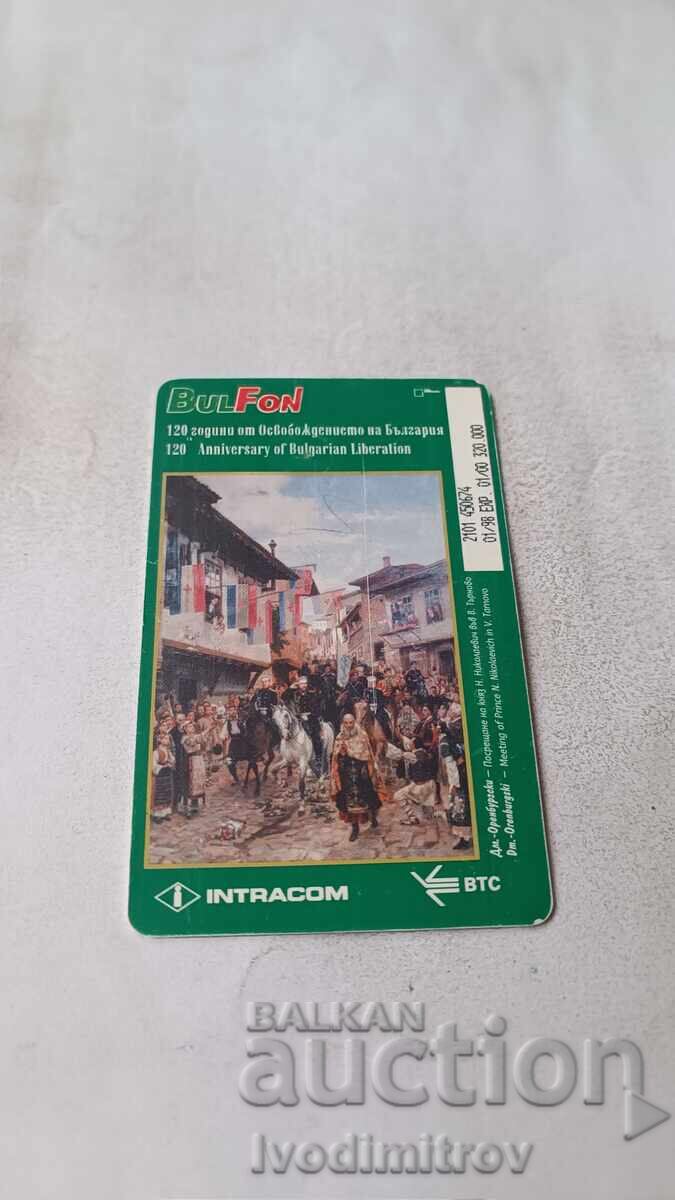 BULFON
120 години от Освобождението на България
120th Anniversary of Bulgarian Liberation
2101 450674
01/98 EXP. 01/00 320.000
Дм.-Оренбургски – Посрещане на княз Н. Николаевич във В. Търново
Dm.-Orenburgski – Meeting of Prince N. Nikolaevich in V. Tarnovo
INTRACOM
BTC
BALKAN
auction
Ivodimitrov